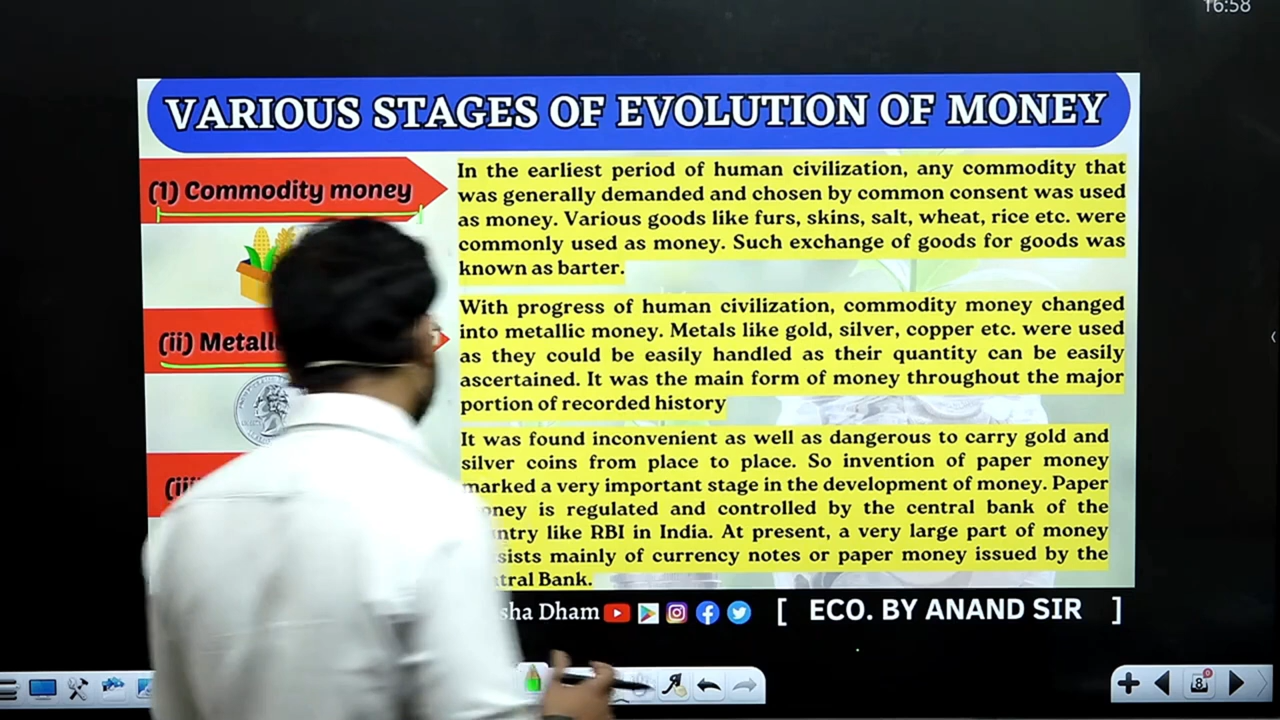 16:58
VARIOUS STAGES OF EVOLUTION OF MONEY
(1) Commodity money
In the earliest period of human civilization, any commodity that
was generally demanded and chosen by common consent was used
as money. Various goods like furs, skins, salt, wheat, rice etc. were
commonly used as money. Such exchange of goods for goods was
known as barter.
(ii)
With progress of human civilization, commodity money changed
into metallic money. Metals like gold, silver, copper etc. were used
as they could be easily handled as their quantity can be easily
ascertained. It was the main form of money throughout the major
portion of recorded history
It was found inconvenient as well as dangerous to carry gold and
silver coins from place to place. So invention of paper money
marked a very important stage in the development of money. Paper
money is regulated and controlled by the central bank of the
like RBI in India. At present, a very large part of money
mainly of currency notes or paper money issued by the
Bank.
Dham [ ECO. BY ANAND SIR ]
8